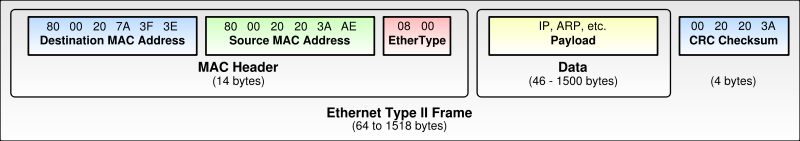 80 00 20 7A 3F 3E
Destination MAC Address
80 00 20 20 3A AE
Source MAC Address
08 00
EtherType
IP, ARP, etc.
Payload
00 20 20 3A
CRC Checksum
MAC Header
(14 bytes)
Data
(46 - 1500 bytes)
(4 bytes)
Ethernet Type II Frame
(64 to 1518 bytes)